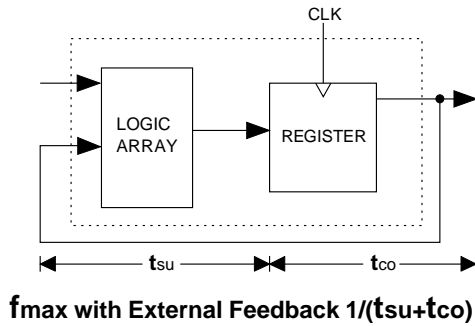 CLK
LOGIC
ARRAY
REGISTER
tsu
tco
fmax with External Feedback 1/(tsu+tco)